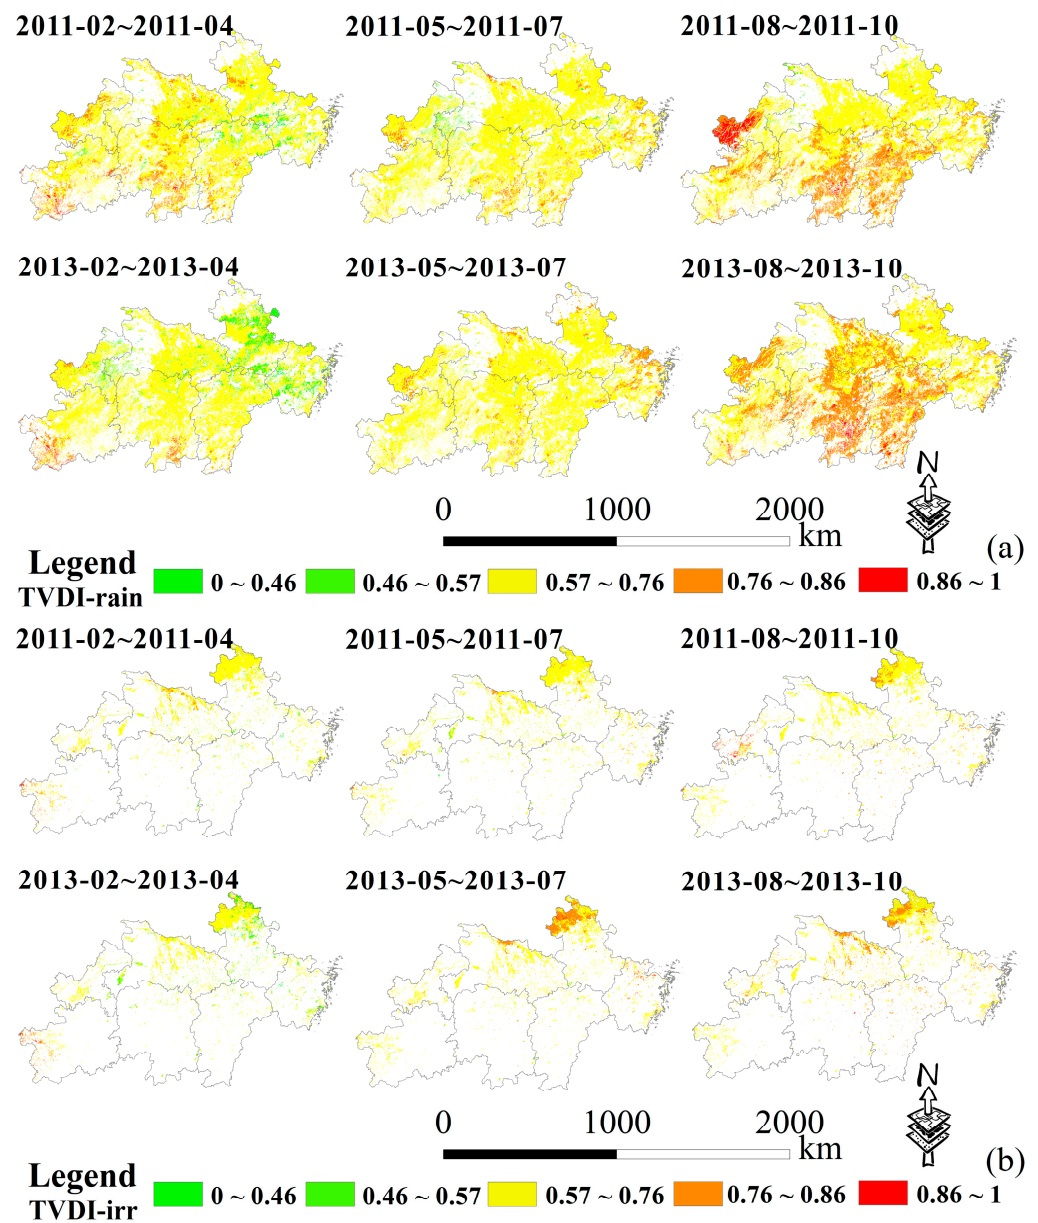 2011-02~2011-04 2011-05~2011-07 2011-08~2011-10
2013-02~2013-04 2013-05~2013-07 2013-08~2013-10
N
0 1000 2000
km
(a)
Legend
TVDI-rain 0 ~ 0.46 0.46 ~ 0.57 0.57 ~ 0.76 0.76 ~ 0.86 0.86 ~ 1
2011-02~2011-04 2011-05~2011-07 2011-08~2011-10
2013-02~2013-04 2013-05~2013-07 2013-08~2013-10
N
0 1000 2000
km
(b)
Legend
TVDI-irr 0 ~ 0.46 0.46 ~ 0.57 0.57 ~ 0.76 0.76 ~ 0.86 0.86 ~ 1